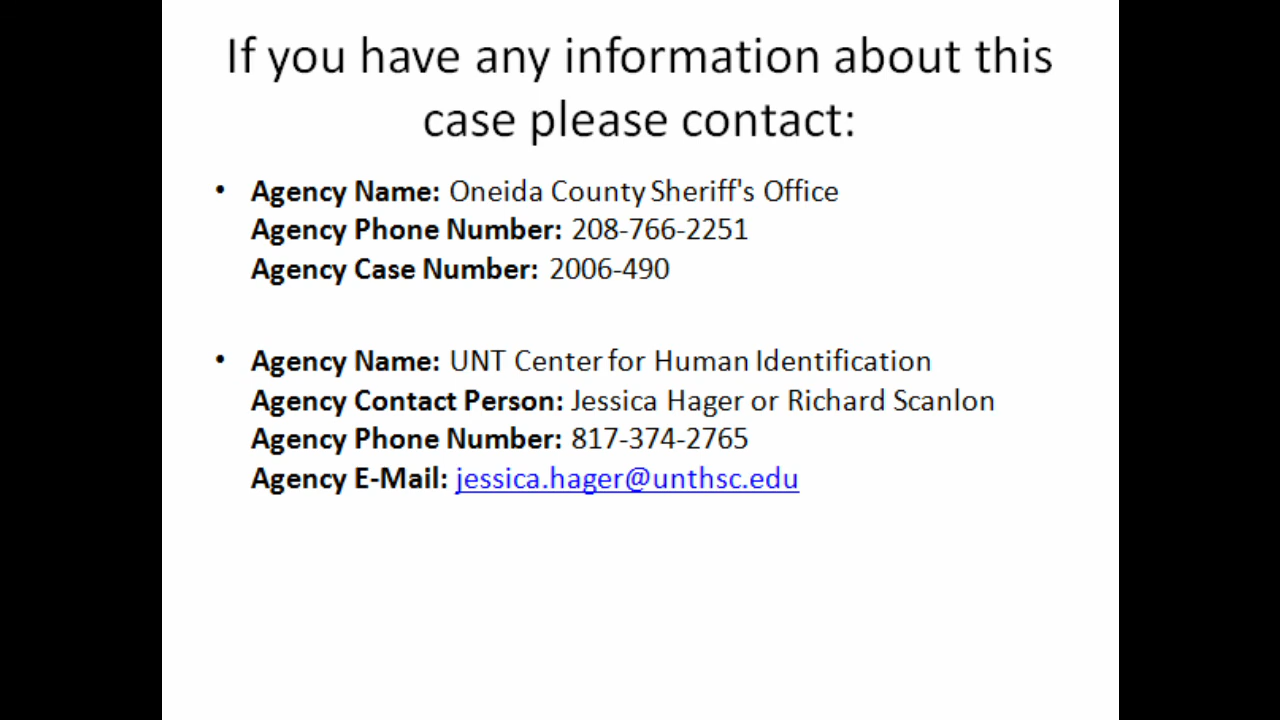 If you have any information about this
case please contact:
• Agency Name: Oneida County Sheriff's Office
Agency Phone Number: 208-766-2251
Agency Case Number: 2006-490
• Agency Name: UNT Center for Human Identification
Agency Contact Person: Jessica Hager or Richard Scanlon
Agency Phone Number: 817-374-2765
Agency E-Mail: jessica.hager@unthsc.edu